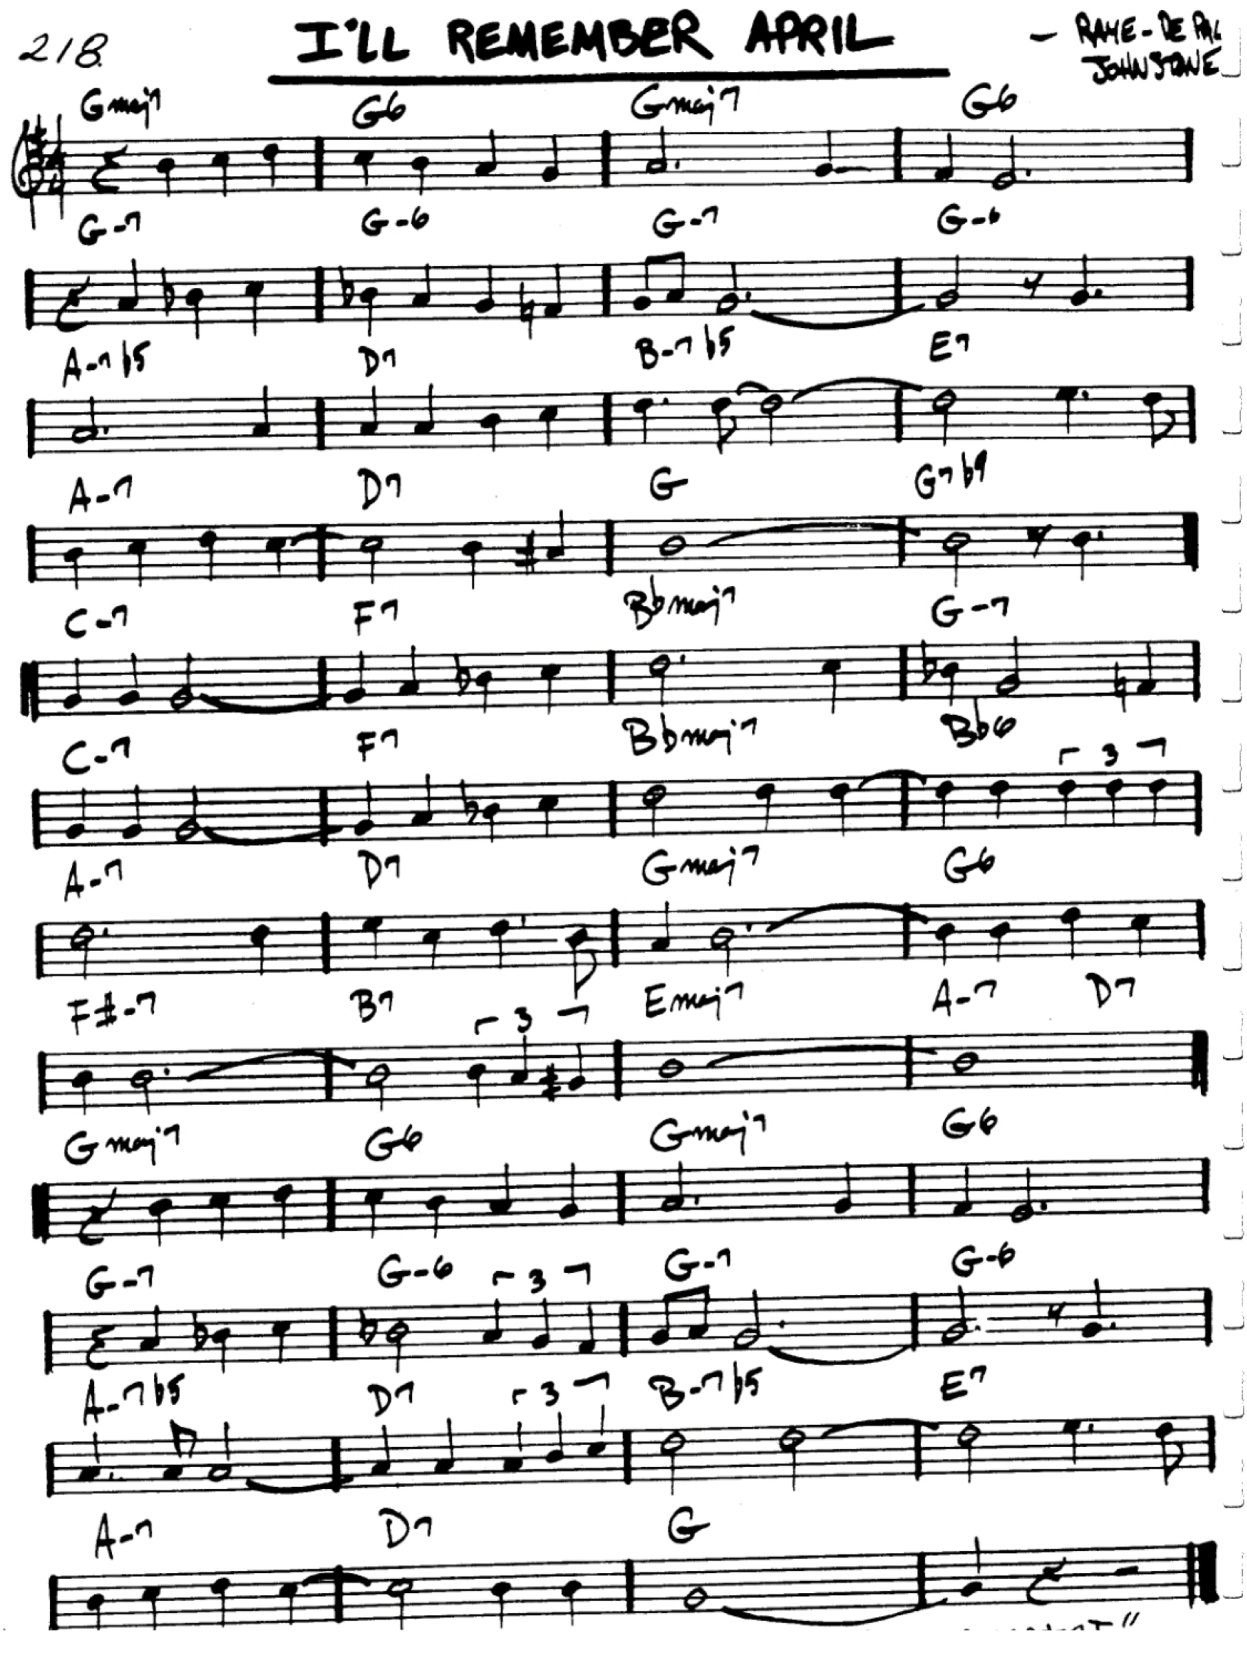 218. I'LL REMEMBER APRIL - RAYE-DE PAUL
JOHNSTONE
Gmaj7 G6 Gmaj7 G6
G-7 G-6 G-7 G-6
A-7b5 D7 B-7b5 E7
A-7 D7 G G7b9
C-7 F7 Bbmaj7 G-7
C-7 F7 Bbmaj7 Bb6
3
A-7 D7 Gmaj7 G6
F#-7 B7 Emaj7 A-7 D7
3
Gmaj7 G6 Gmaj7 G6
G-7 G-6 3 G-7 G-6
A-7b5 D7 3 B-7b5 E7
A-7 D7 G